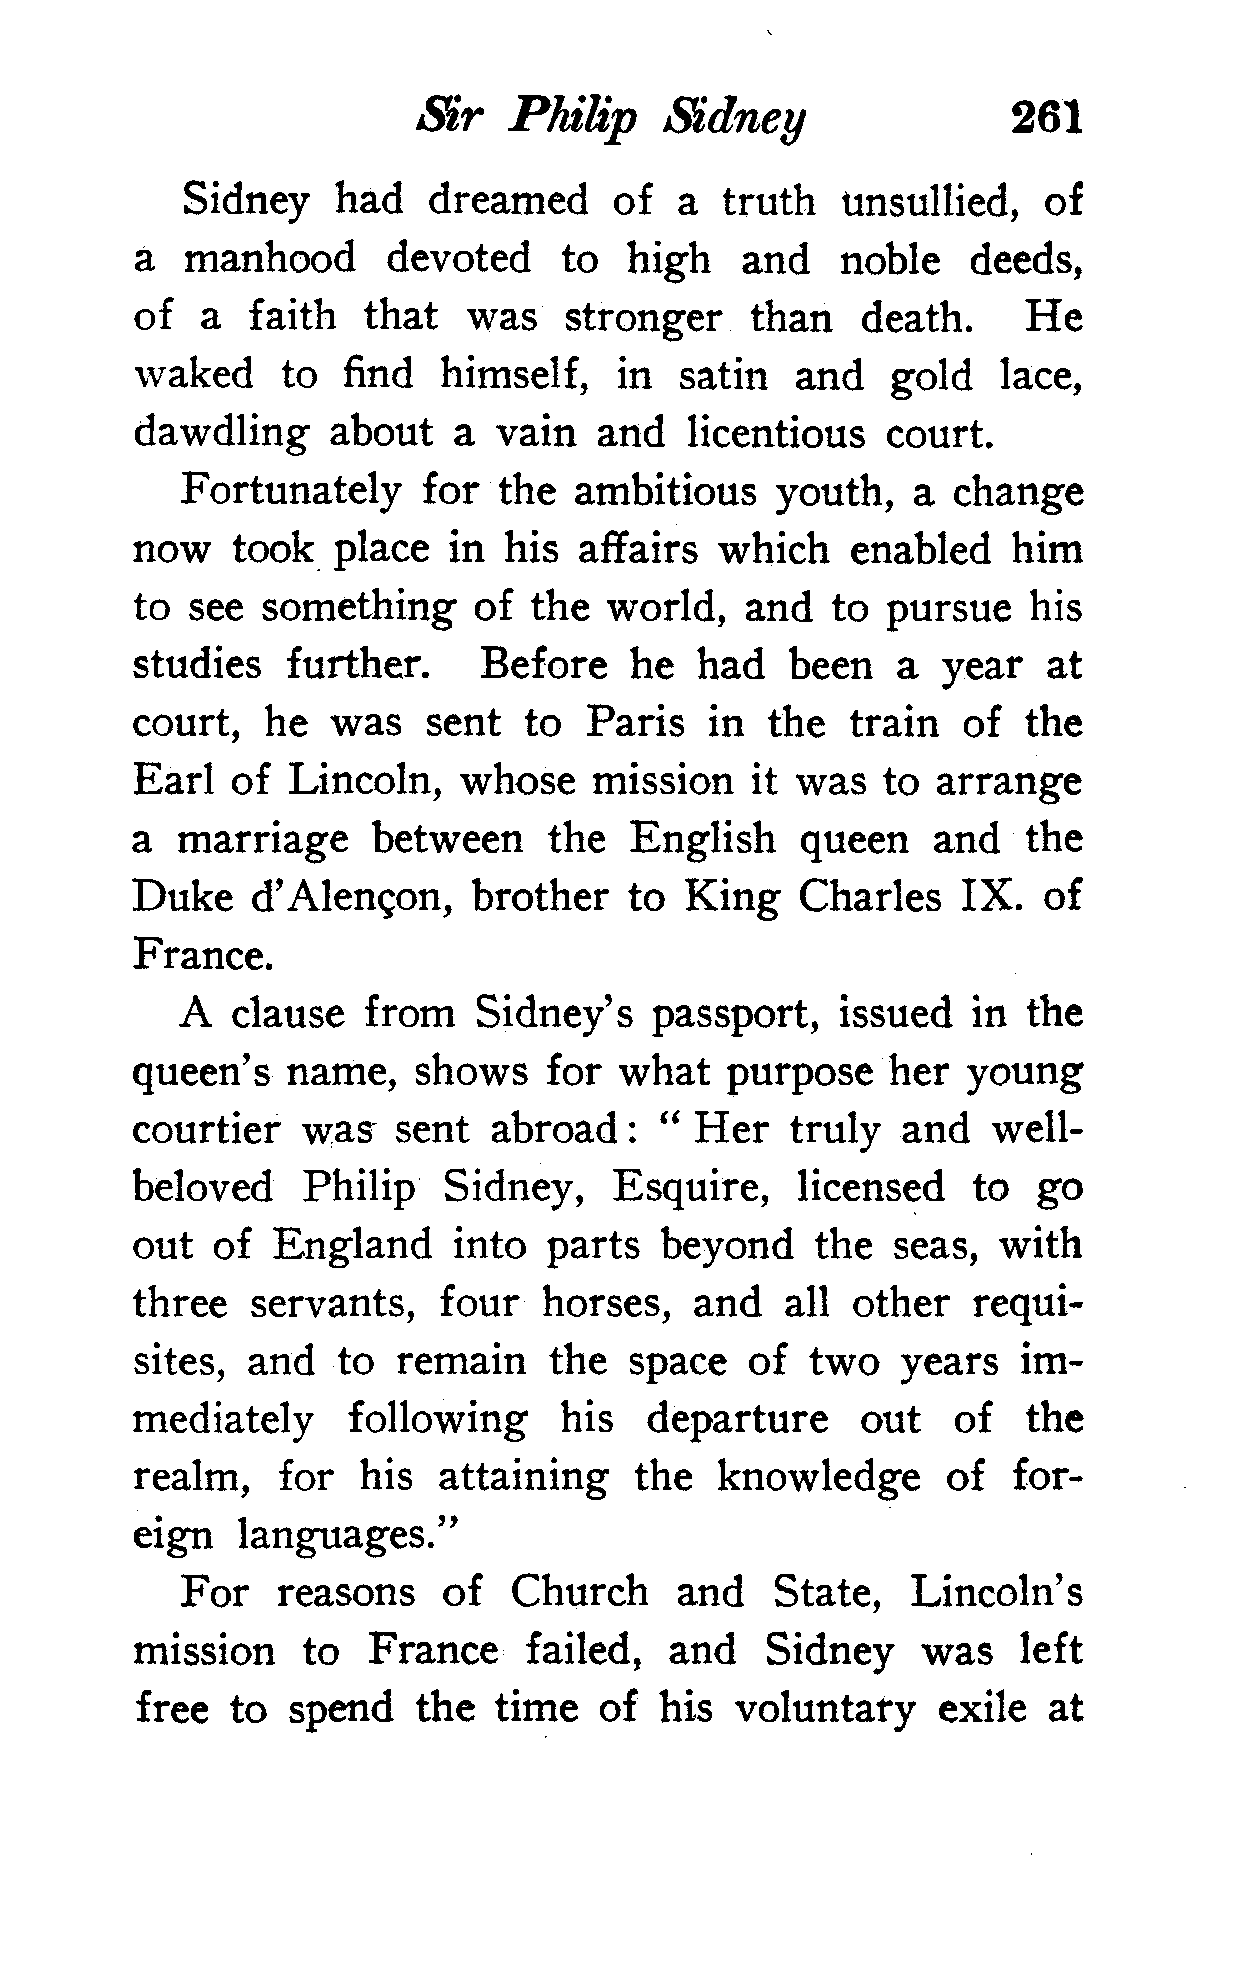 Sir Philip Sidney 261
Sidney had dreamed of a truth unsullied, of
a manhood devoted to high and noble deeds,
of a faith that was stronger than death. He
waked to find himself, in satin and gold lace,
dawdling about a vain and licentious court.
Fortunately for the ambitious youth, a change
now took place in his affairs which enabled him
to see something of the world, and to pursue his
studies further. Before he had been a year at
court, he was sent to Paris in the train of the
Earl of Lincoln, whose mission it was to arrange
a marriage between the English queen and the
Duke d'Alençon, brother to King Charles IX. of
France.
A clause from Sidney's passport, issued in the
queen's name, shows for what purpose her young
courtier was sent abroad: " Her truly and well-
beloved Philip Sidney, Esquire, licensed to go
out of England into parts beyond the seas, with
three servants, four horses, and all other requi-
sites, and to remain the space of two years im-
mediately following his departure out of the
realm, for his attaining the knowledge of for-
eign languages."
For reasons of Church and State, Lincoln's
mission to France failed, and Sidney was left
free to spend the time of his voluntary exile at